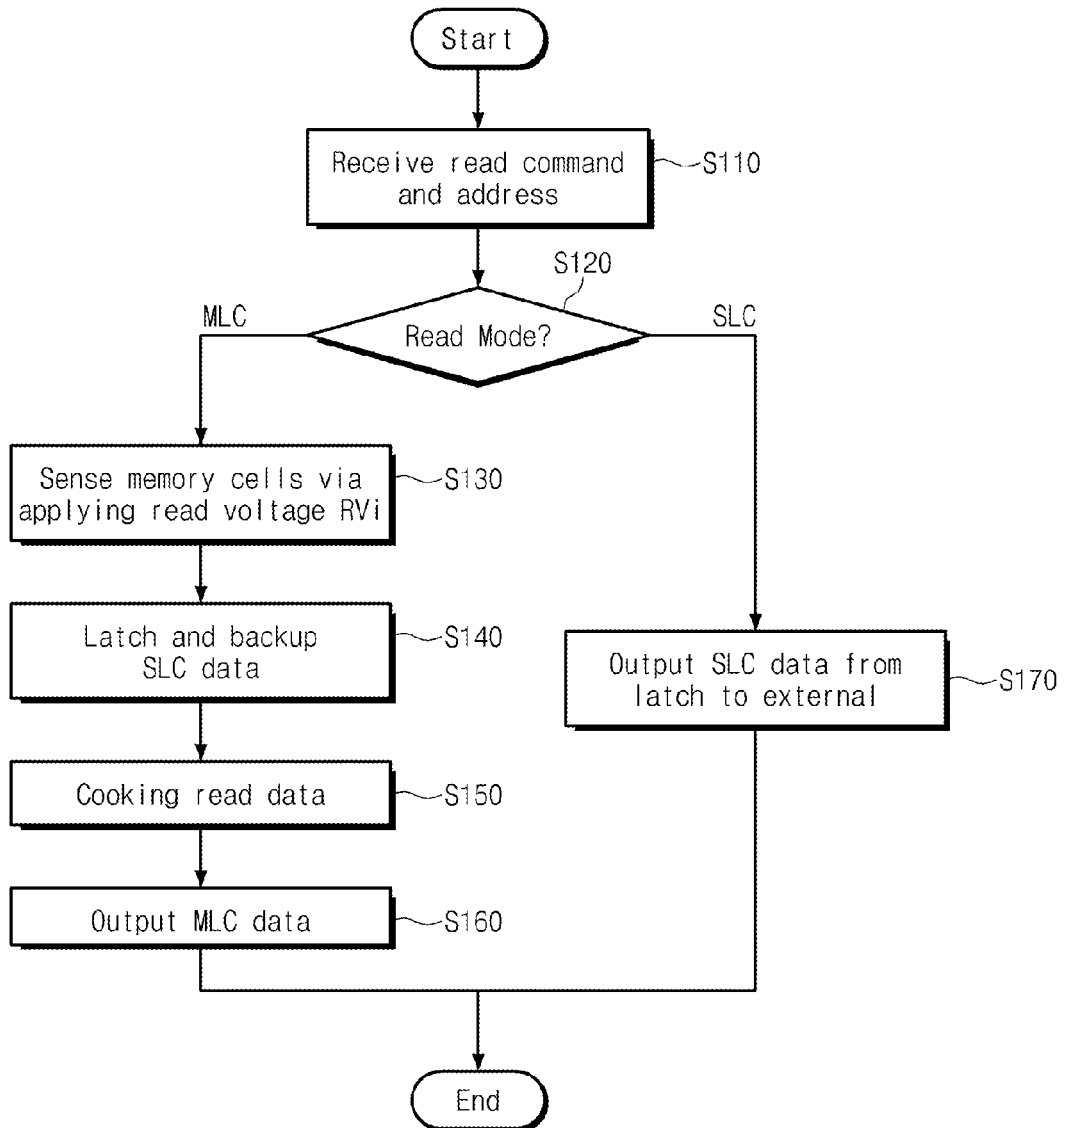 Start
Receive read command
and address
S110
S120
MLC
Read Mode?
SLC
Sense memory cells via
applying read voltage RVi
S130
Latch and backup
SLC data
S140
Output SLC data from
latch to external
S170
Cooking read data
S150
Output MLC data
S160
End